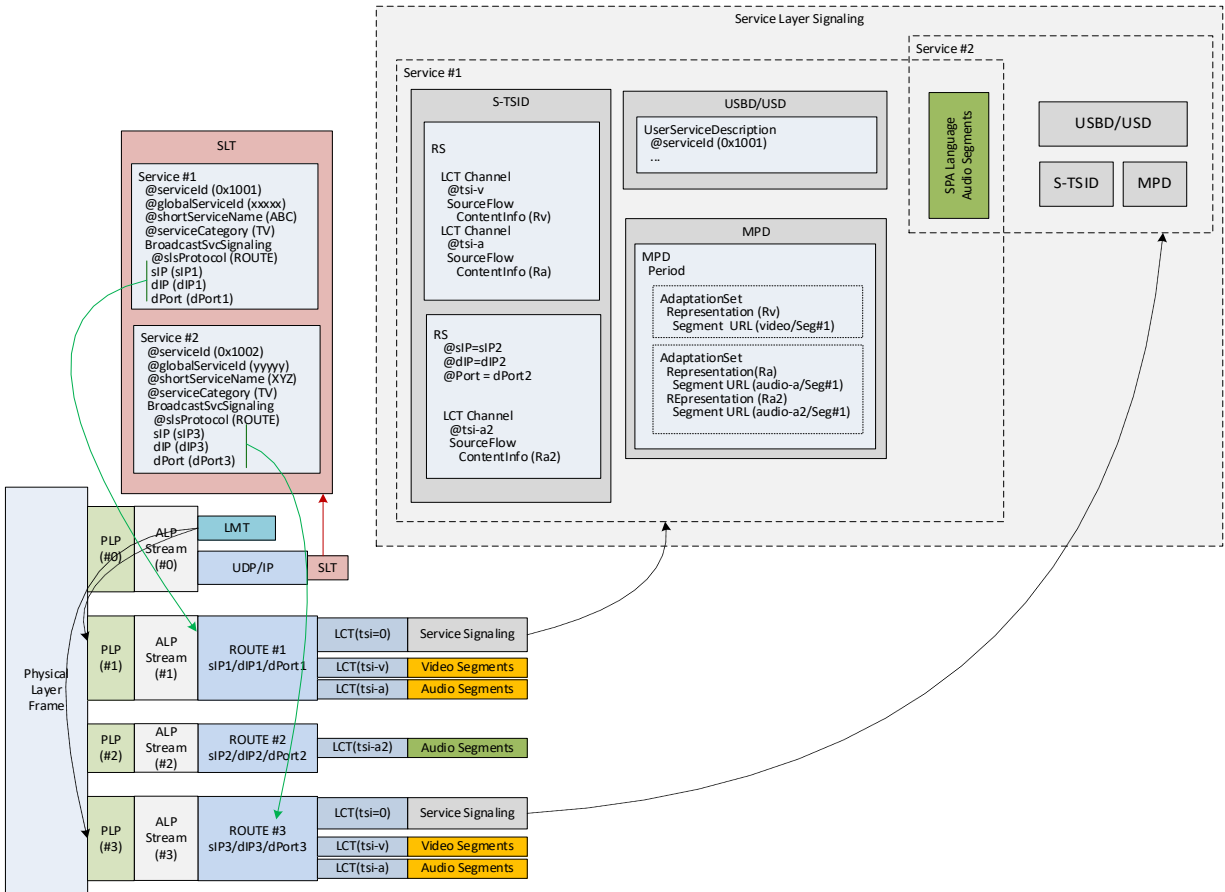 Service Layer Signaling
Service #2
Service #1
S-TSID
RS
LCT Channel
@tsi-v
SourceFlow
ContentInfo (Rv)
LCT Channel
@tsi-a
SourceFlow
ContentInfo (Ra)
RS
@sIP=sIP2
@dIP=dIP2
@Port = dPort2
LCT Channel
@tsi-a2
SourceFlow
ContentInfo (Ra2)
USBD/USD
UserServiceDescription
@serviceId (0x1001)
...
MPD
MPD
Period
AdaptationSet
Representation (Rv)
Segment URL (video/Seg#1)
AdaptationSet
Representation(Ra)
Segment URL (audio-a/Seg#1)
REpresentation (Ra2)
Segment URL (audio-a2/Seg#1)
SPA Language
Audio Segments
USBD/USD
S-TSID
MPD
SLT
Service #1
@serviceId (0x1001)
@globalServiceId (xxxxx)
@shortServiceName (ABC)
@serviceCategory (TV)
BroadcastSvcSignaling
@slsProtocol (ROUTE)
sIP (sIP1)
dIP (dIP1)
dPort (dPort1)
Service #2
@serviceId (0x1002)
@globalServiceId (yyyyy)
@shortServiceName (XYZ)
@serviceCategory (TV)
BroadcastSvcSignaling
@slsProtocol (ROUTE)
sIP (sIP3)
dIP (dIP3)
dPort (dPort3)
Physical
Layer
Frame
PLP
(#0)
ALP
Stream
(#0)
LMT
UDP/IP
SLT
PLP
(#1)
ALP
Stream
(#1)
ROUTE #1
sIP1/dIP1/dPort1
LCT(tsi=0)
Service Signaling
LCT(tsi-v)
Video Segments
LCT(tsi-a)
Audio Segments
PLP
(#2)
ALP
Stream
(#2)
ROUTE #2
sIP2/dIP2/dPort2
LCT(tsi-a2)
Audio Segments
PLP
(#3)
ALP
Stream
(#3)
ROUTE #3
sIP3/dIP3/dPort3
LCT(tsi=0)
Service Signaling
LCT(tsi-v)
Video Segments
LCT(tsi-a)
Audio Segments